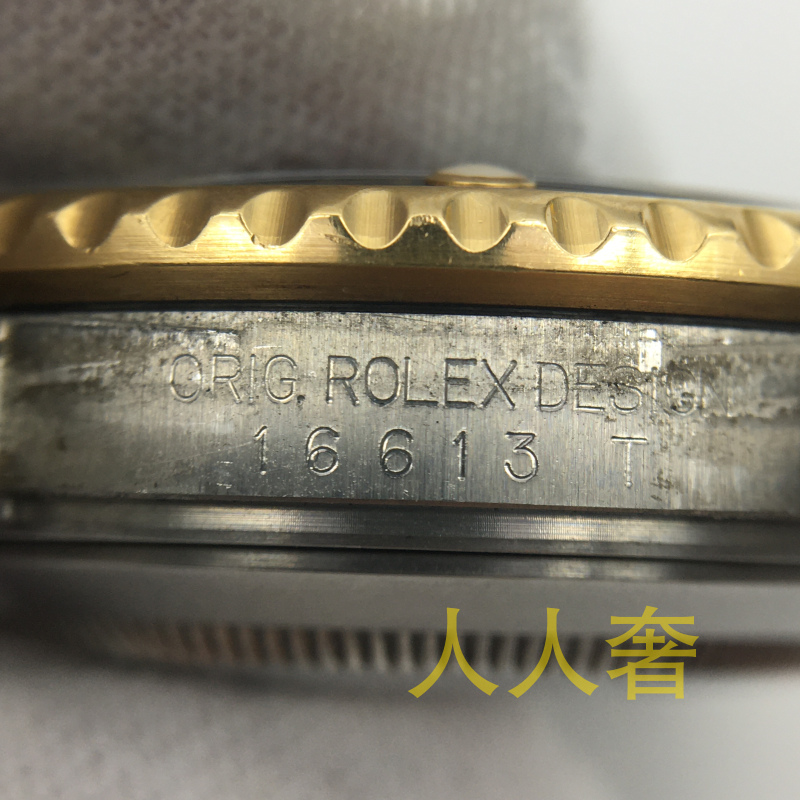 ORIG. ROLEX DESIGN
16613 T
人人奢